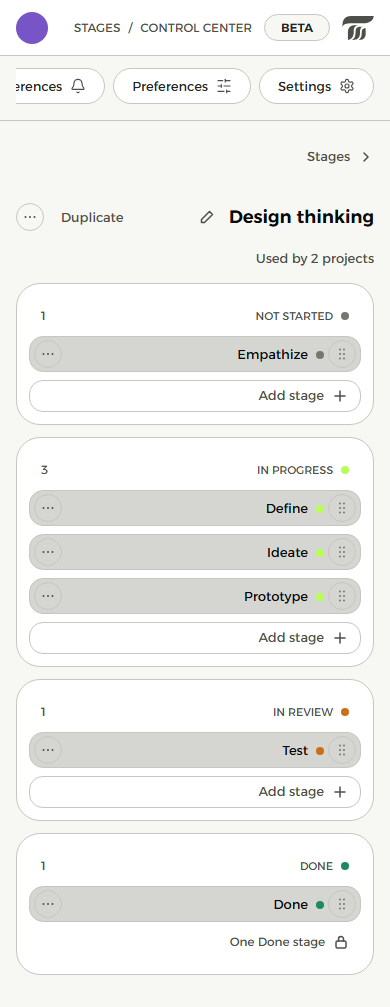 STAGES / CONTROL CENTER BETA
erences Preferences Settings
Stages
Duplicate Design thinking
Used by 2 projects
1 NOT STARTED
Empathize
Add stage
3 IN PROGRESS
Define
Ideate
Prototype
Add stage
1 IN REVIEW
Test
Add stage
1 DONE
Done
One Done stage